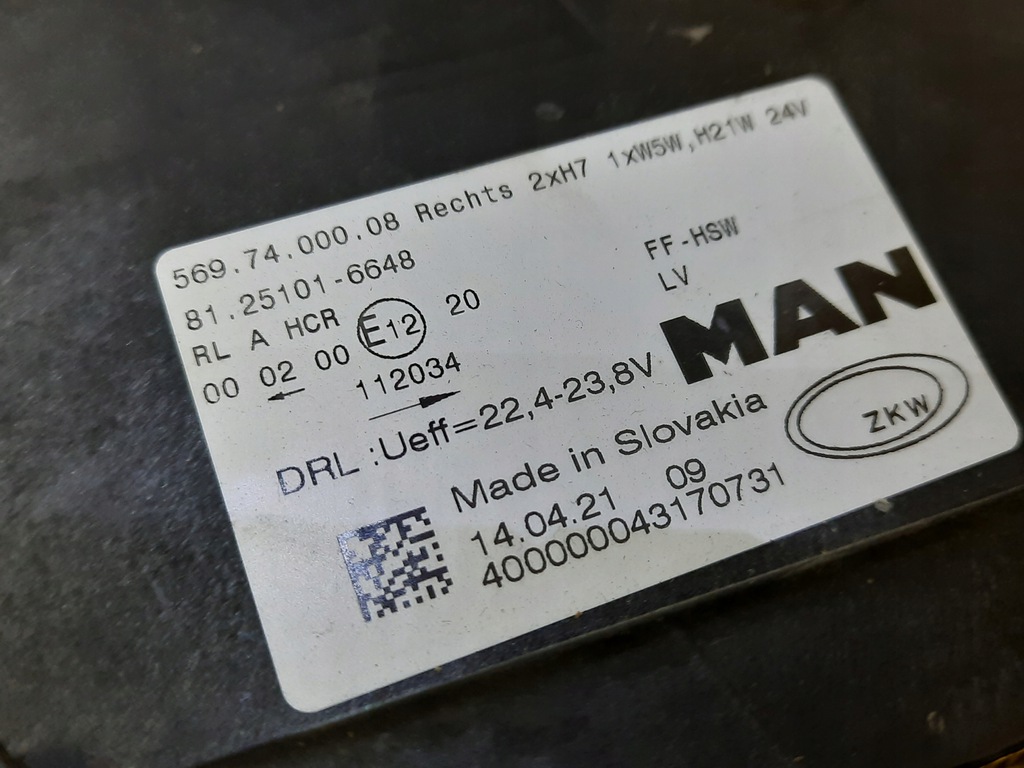 569.74.000.08 Rechts 2xH7 1xW5W,H21W 24V
81.25101-6648
FF-HSW
RL A HCR
LV
00 02 00 E12 20
MAN
112034
DRL:Ueff=22,4-23,8V
ZKW
Made in Slovakia
14.04.21 09
400000043170731